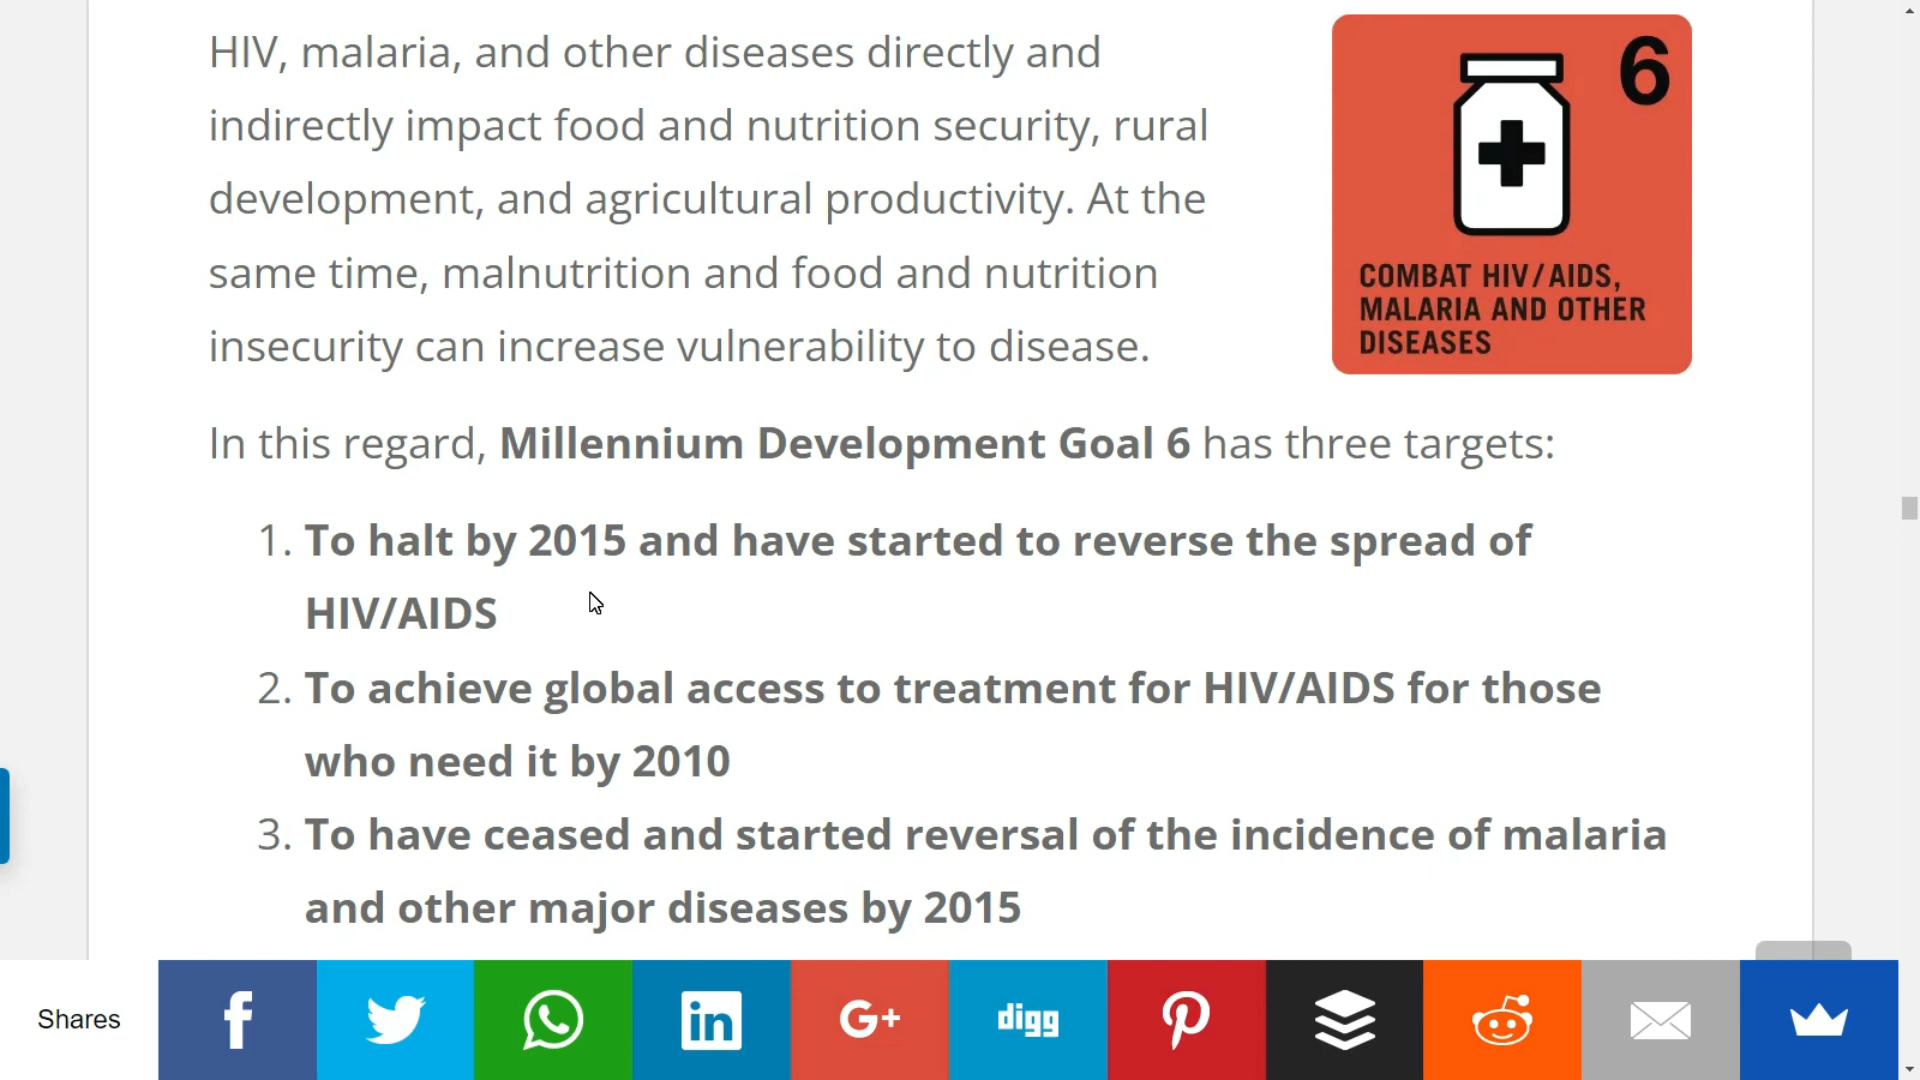 HIV, malaria, and other diseases directly and
indirectly impact food and nutrition security, rural
development, and agricultural productivity. At the
same time, malnutrition and food and nutrition
insecurity can increase vulnerability to disease.
6
COMBAT HIV/AIDS,
MALARIA AND OTHER
DISEASES
In this regard, Millennium Development Goal 6 has three targets:
1. To halt by 2015 and have started to reverse the spread of
HIV/AIDS
2. To achieve global access to treatment for HIV/AIDS for those
who need it by 2010
3. To have ceased and started reversal of the incidence of malaria
and other major diseases by 2015
Shares
f
in
G+
digg